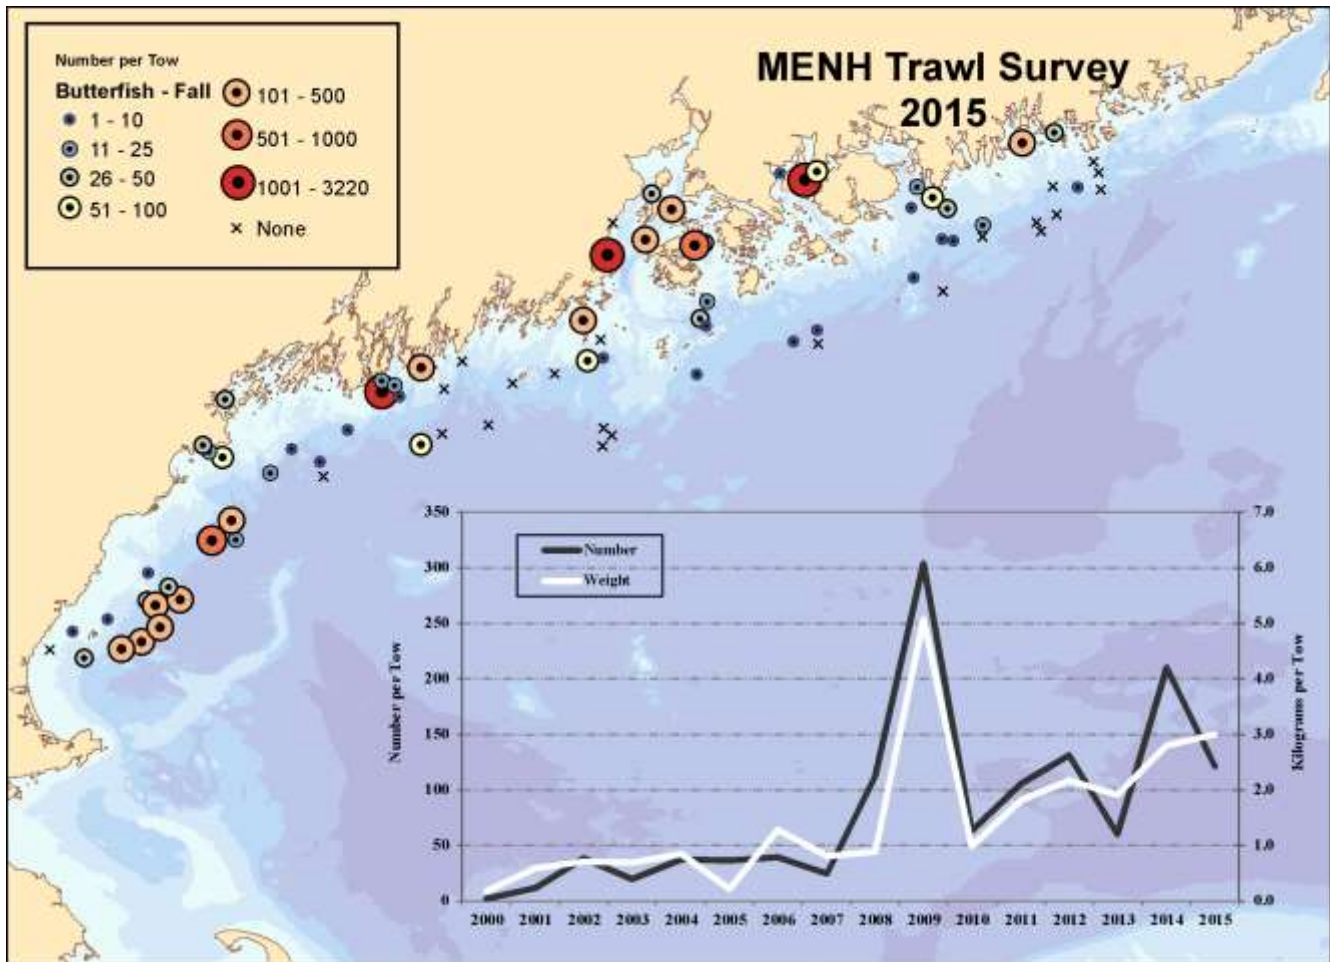 Number per Tow
Butterfish - Fall
1 - 10
11 - 25
26 - 50
51 - 100
101 - 500
501 - 1000
1001 - 3220
None
MENH Trawl Survey
2015
350
300
250
200
150
100
50
0
Number per Tow
Number
Weight
7.0
6.0
5.0
4.0
3.0
2.0
1.0
0.0
Kilograms per Tow
2000 2001 2002 2003 2004 2005 2006 2007 2008 2009 2010 2011 2012 2013 2014 2015